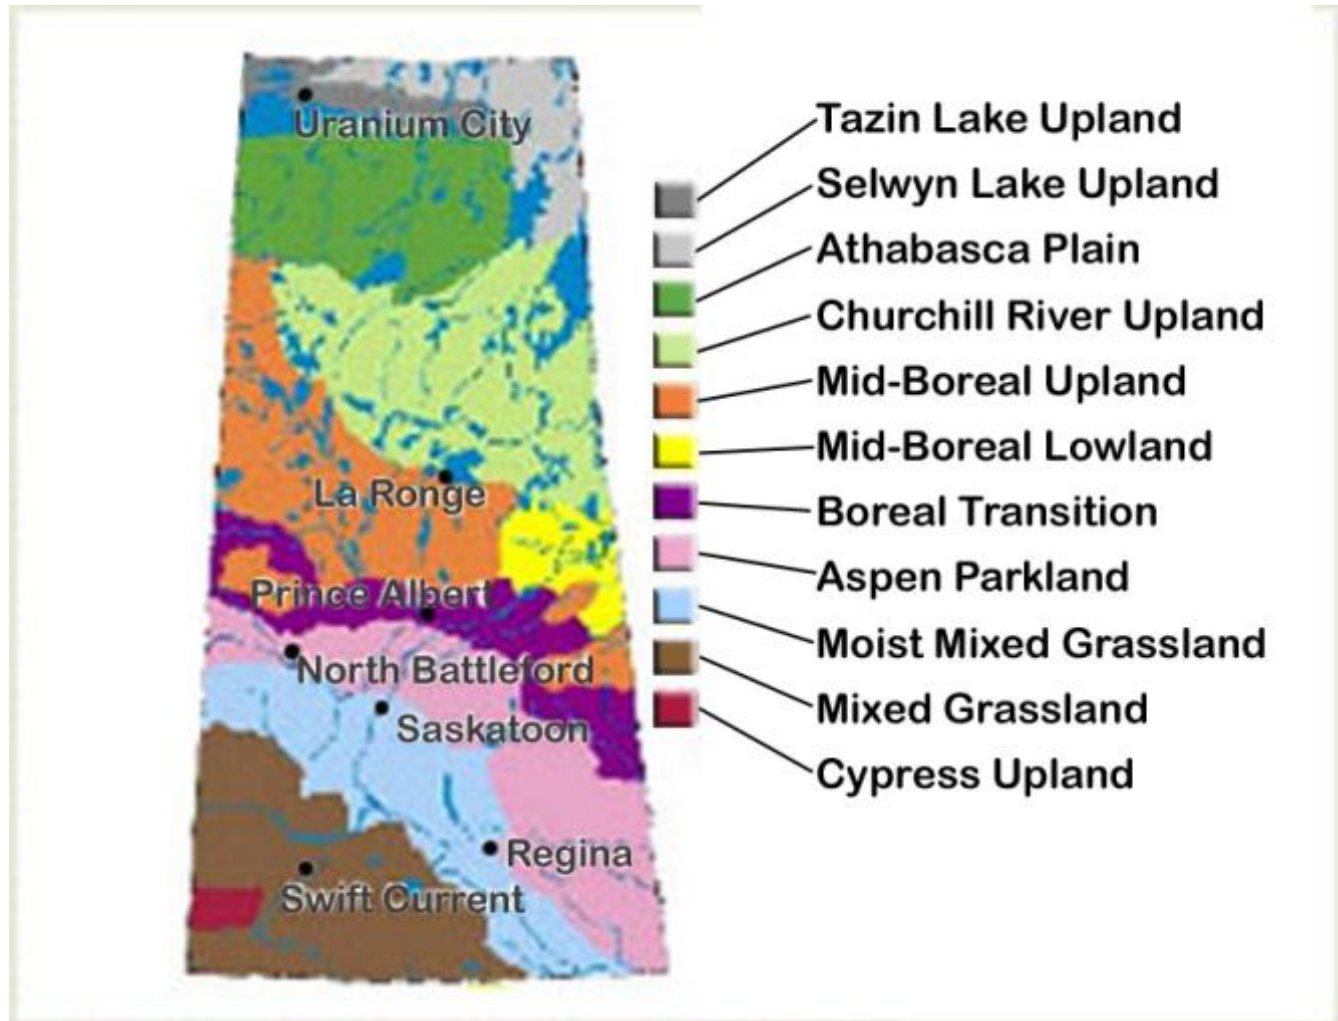 Uranium City
La Ronge
Prince Albert
North Battleford
Saskatoon
Regina
Swift Current
Tazin Lake Upland
Selwyn Lake Upland
Athabasca Plain
Churchill River Upland
Mid-Boreal Upland
Mid-Boreal Lowland
Boreal Transition
Aspen Parkland
Moist Mixed Grassland
Mixed Grassland
Cypress Upland